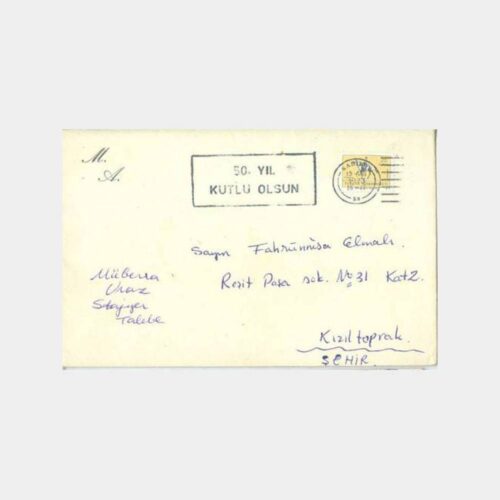 M.
A.
50. YIL
KUTLU OLSUN
Sayın Fahrünnisa Elmalı.
Reşit Paşa sok. No 31 Kat 2.
Müberra
Uraz
Stajyer
Talebe
Kızıltoprak.
ŞEHİR.